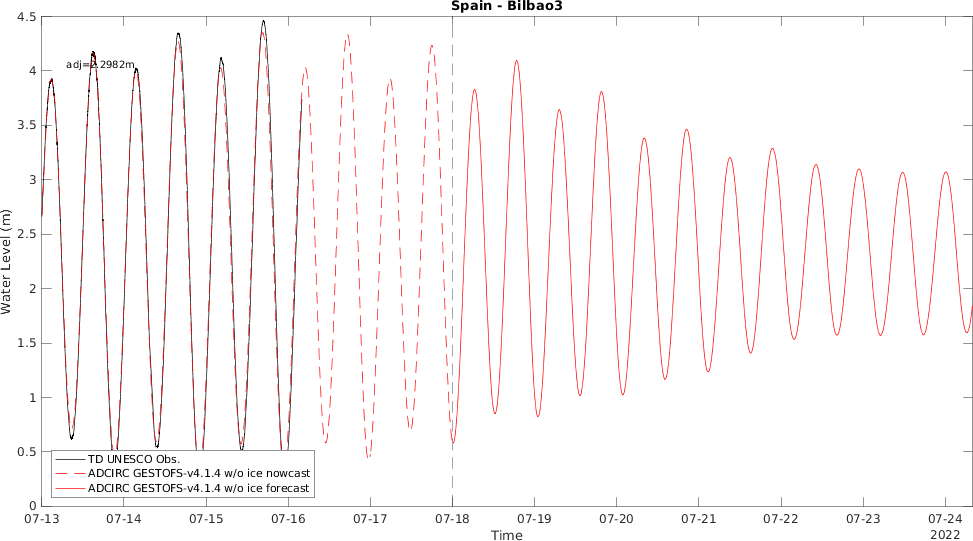 Spain - Bilbao3
4.5
4
3.5
3
2.5
2
1.5
1
0.5
0
Water Level (m)
adj=2.2982m
TD UNESCO Obs.
ADCIRC GESTOFS-v4.1.4 w/o ice nowcast
ADCIRC GESTOFS-v4.1.4 w/o ice forecast
07-13 07-14 07-15 07-16 07-17 07-18 07-19 07-20 07-21 07-22 07-23 07-24
Time
2022